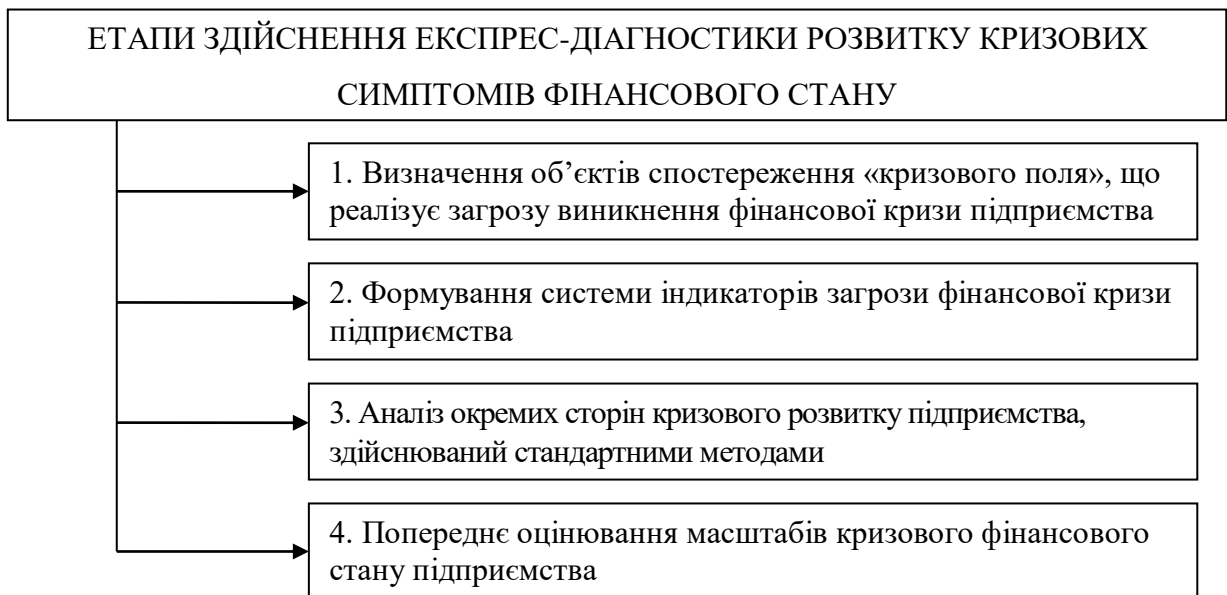 ЕТАПИ ЗДІЙСНЕННЯ ЕКСПРЕС-ДІАГНОСТИКИ РОЗВИТКУ КРИЗОВИХ
СИМПТОМІВ ФІНАНСОВОГО СТАНУ
1. Визначення об’єктів спостереження «кризового поля», що
реалізує загрозу виникнення фінансової кризи підприємства
2. Формування системи індикаторів загрози фінансової кризи
підприємства
3. Аналіз окремих сторін кризового розвитку підприємства,
здійснюваний стандартними методами
4. Попереднє оцінювання масштабів кризового фінансового
стану підприємства